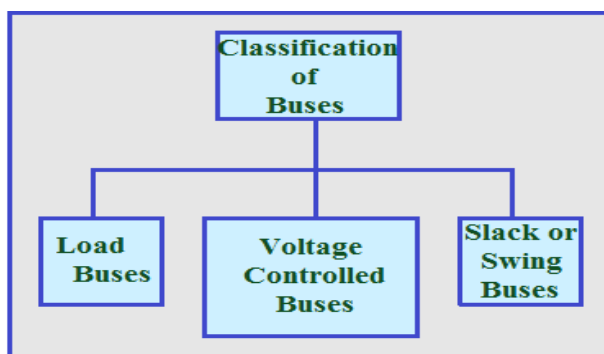 Classification
of
Buses
Load
Buses
Voltage
Controlled
Buses
Slack or
Swing
Buses